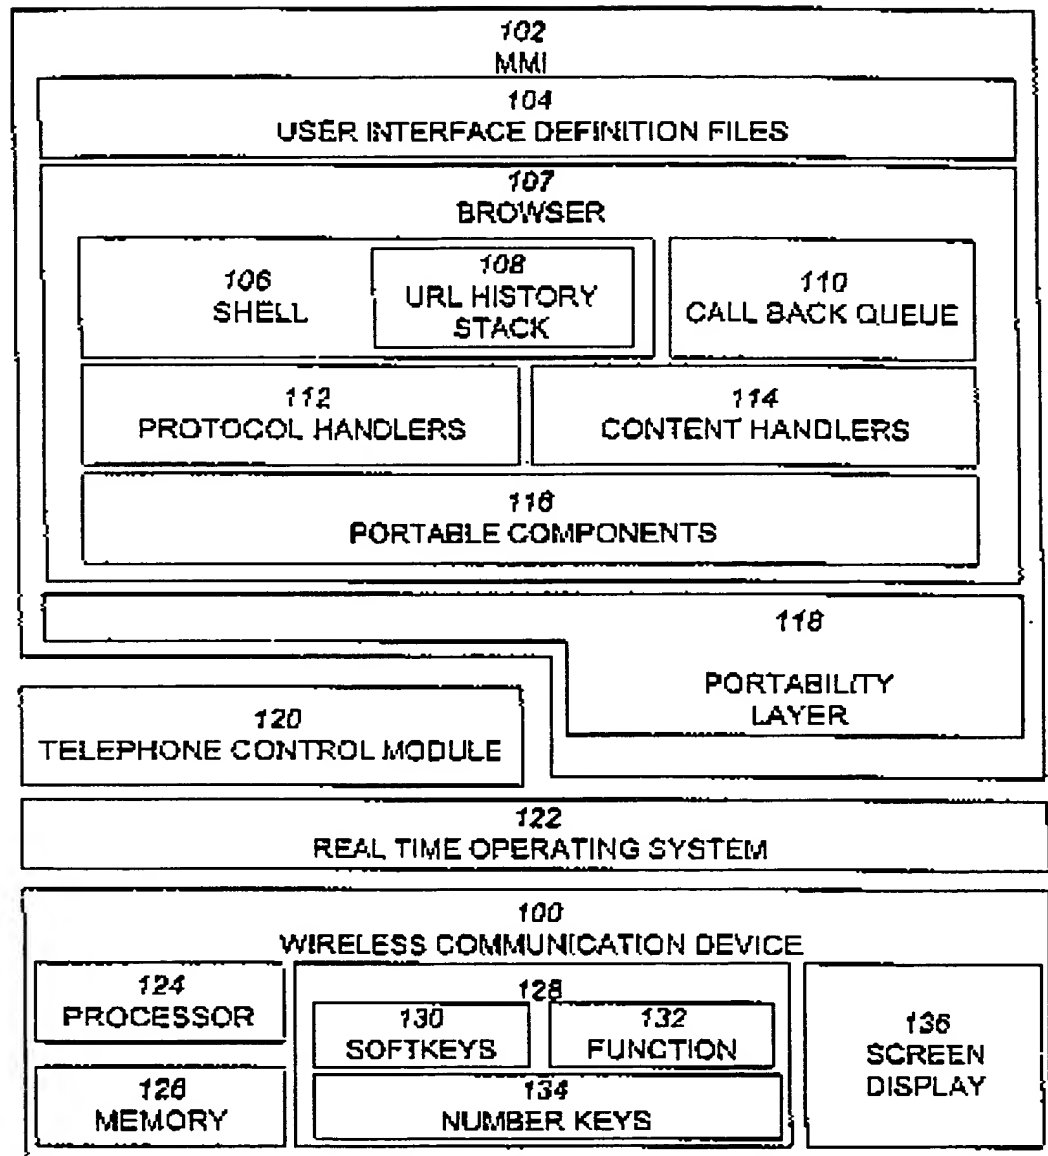 102
MMI
104
USER INTERFACE DEFINITION FILES
107
BROWSER
106
SHELL
108
URL HISTORY
STACK
110
CALL BACK QUEUE
112
PROTOCOL HANDLERS
114
CONTENT HANDLERS
116
PORTABLE COMPONENTS
118
PORTABILITY
LAYER
120
TELEPHONE CONTROL MODULE
122
REAL TIME OPERATING SYSTEM
100
WIRELESS COMMUNICATION DEVICE
124
PROCESSOR
126
MEMORY
128
130
SOFTKEYS
132
FUNCTION
134
NUMBER KEYS
136
SCREEN
DISPLAY